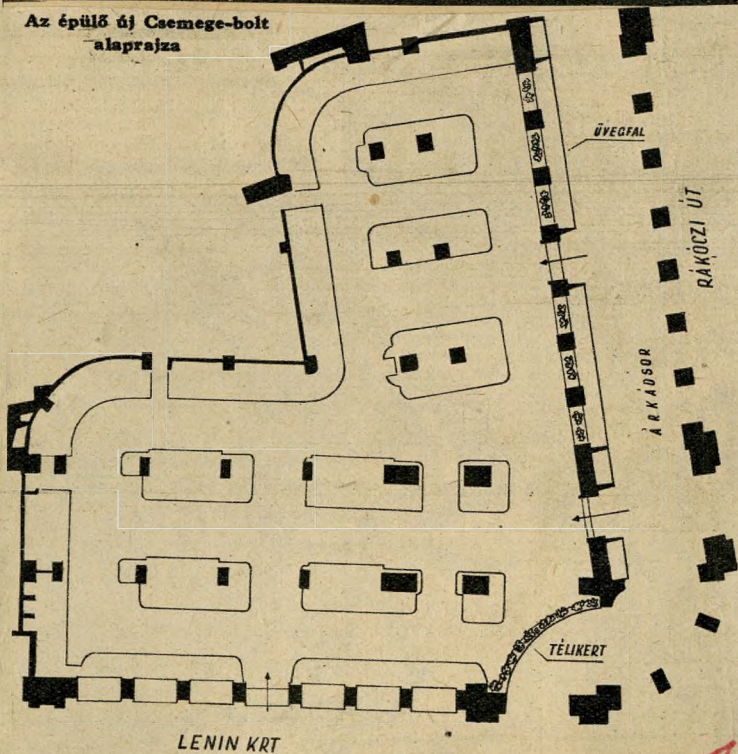 Az épülő új Csemege-bolt
alaprajza
ÜVEGFAL
RÁKÓCZI ÚT
ÁRKÁDSOR
TÉLIKERT
LENIN KRT